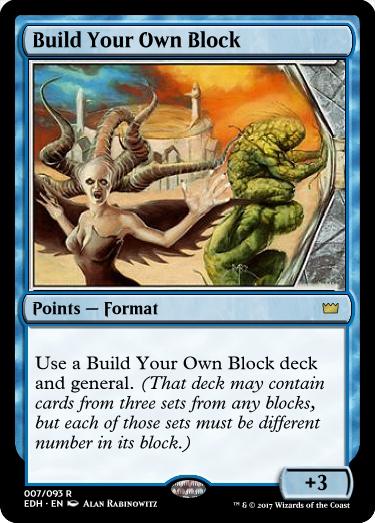 Build Your Own Block
Points — Format
Use a Build Your Own Block deck
and general. (That deck may contain
cards from three sets from any blocks,
but each of those sets must be different
number in its block.)
+3
007/093 R
EDH • EN Alan Rabinowitz
™ & © 2017 Wizards of the Coast